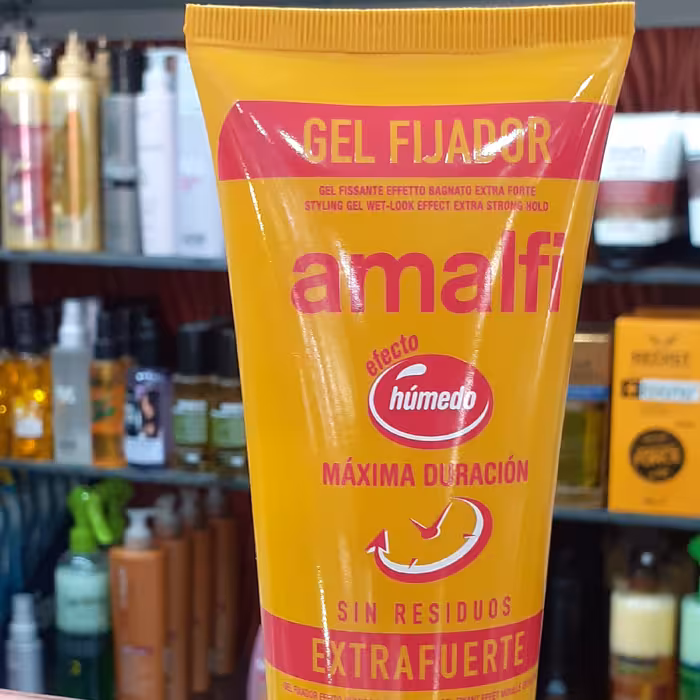 GEL FIJADOR
GEL FISSANTE EFFETTO BAGNATO EXTRA FORTE
STYLING GEL WET-LOOK EFFECT EXTRA STRONG HOLD
amalfi
efecto
húmedo
MÁXIMA DURACIÓN
SIN RESIDUOS
EXTRAFUERTE